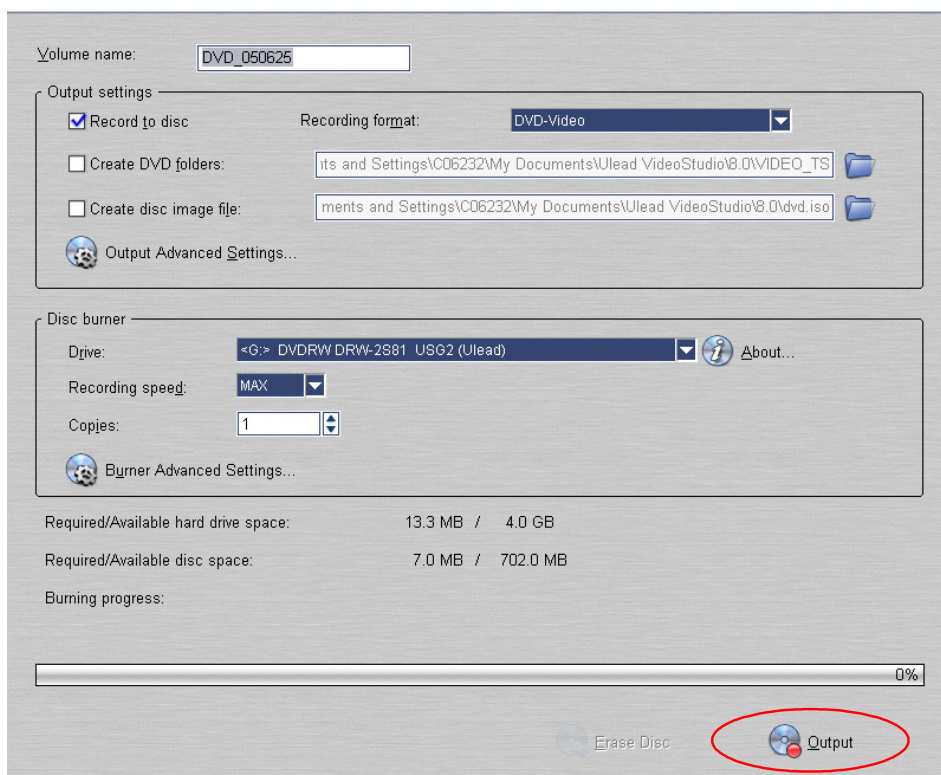 Volume name: DVD_050625
Output settings
Record to disc Recording format: DVD-Video
Create DVD folders: nts and Settings\C06232\My Documents\Ulead VideoStudio\8.0\VIDEO_TS
Create disc image file: ments and Settings\C06232\My Documents\Ulead VideoStudio\8.0\dvd.iso
Output Advanced Settings...
Disc burner
Drive: <G:> DVDRW DRW-2S81 USG2 (Ulead) About...
Recording speed: MAX
Copies: 1
Burner Advanced Settings...
Required/Available hard drive space: 13.3 MB / 4.0 GB
Required/Available disc space: 7.0 MB / 702.0 MB
Burning progress:
0%
Erase Disc Output